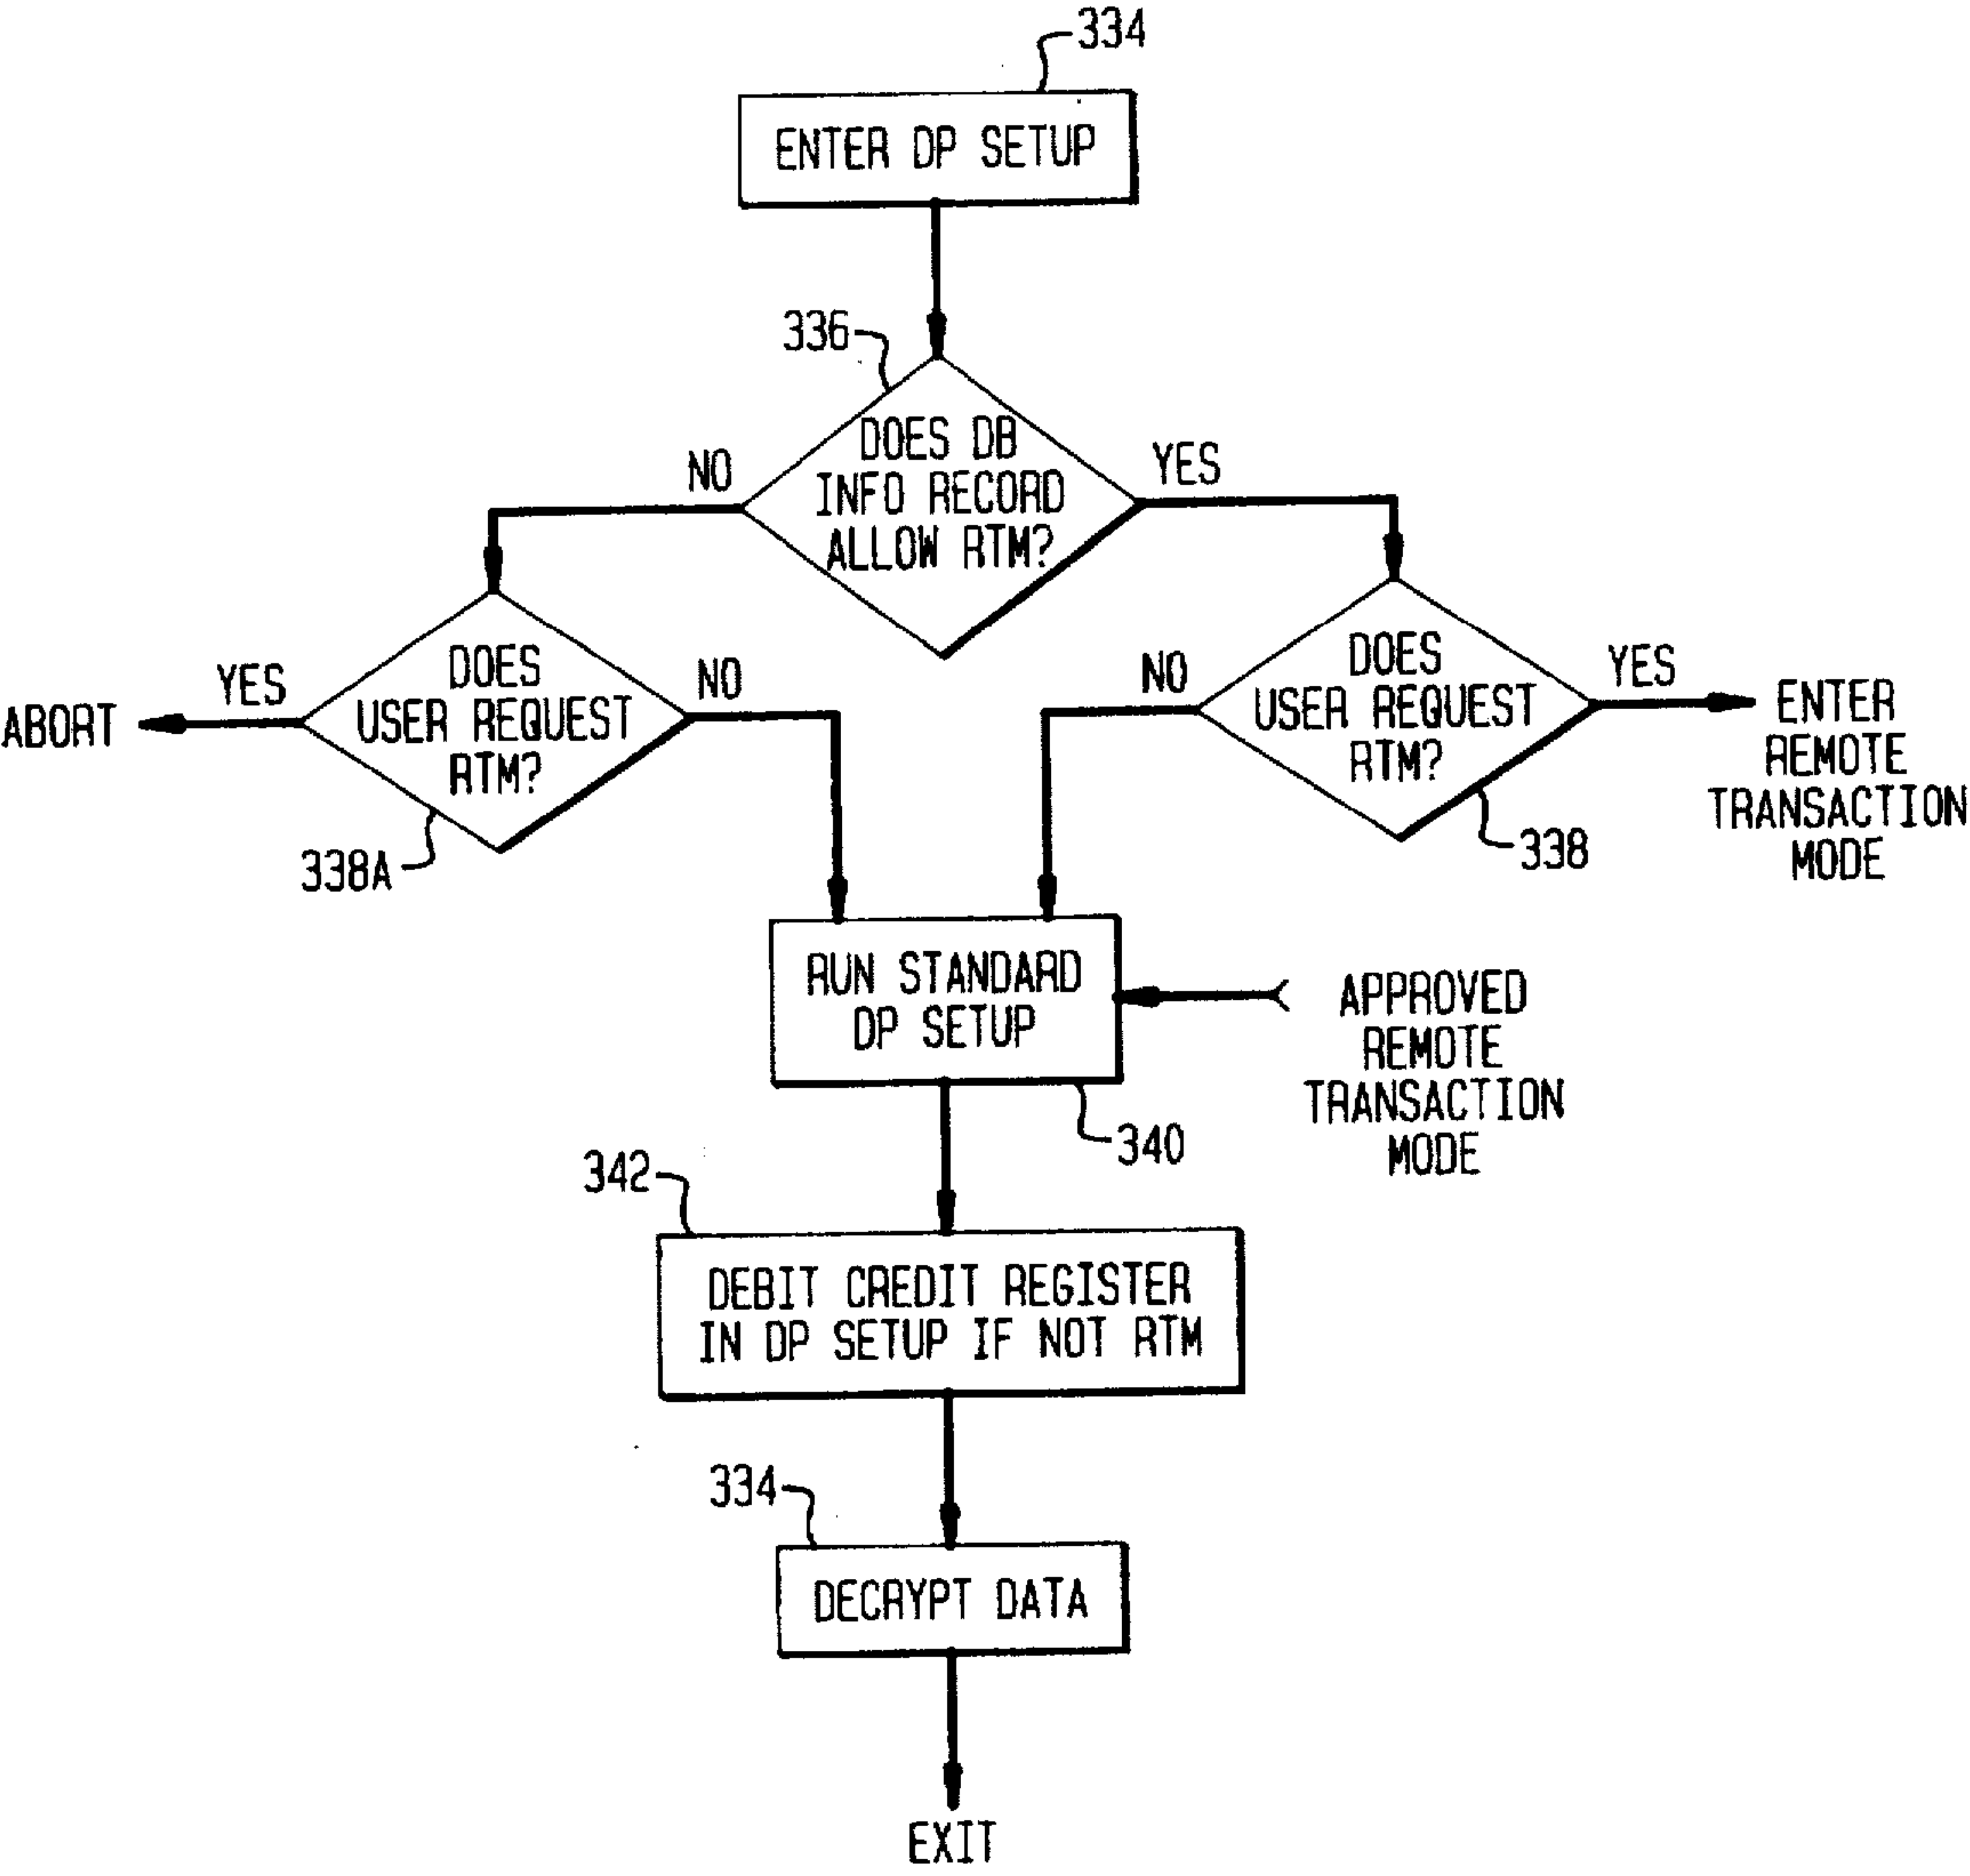 334
ENTER DP SETUP
336
DOES DB
INFO RECORD
ALLOW RTM?
NO
YES
DOES
USER REQUEST
RTM?
YES
NO
ABORT
338A
DOES
USER REQUEST
RTM?
NO
YES
ENTER
REMOTE
TRANSACTION
MODE
338
RUN STANDARD
DP SETUP
340
APPROVED
REMOTE
TRANSACTION
MODE
342
DEBIT CREDIT REGISTER
IN DP SETUP IF NOT RTM
334
DECRYPT DATA
EXIT